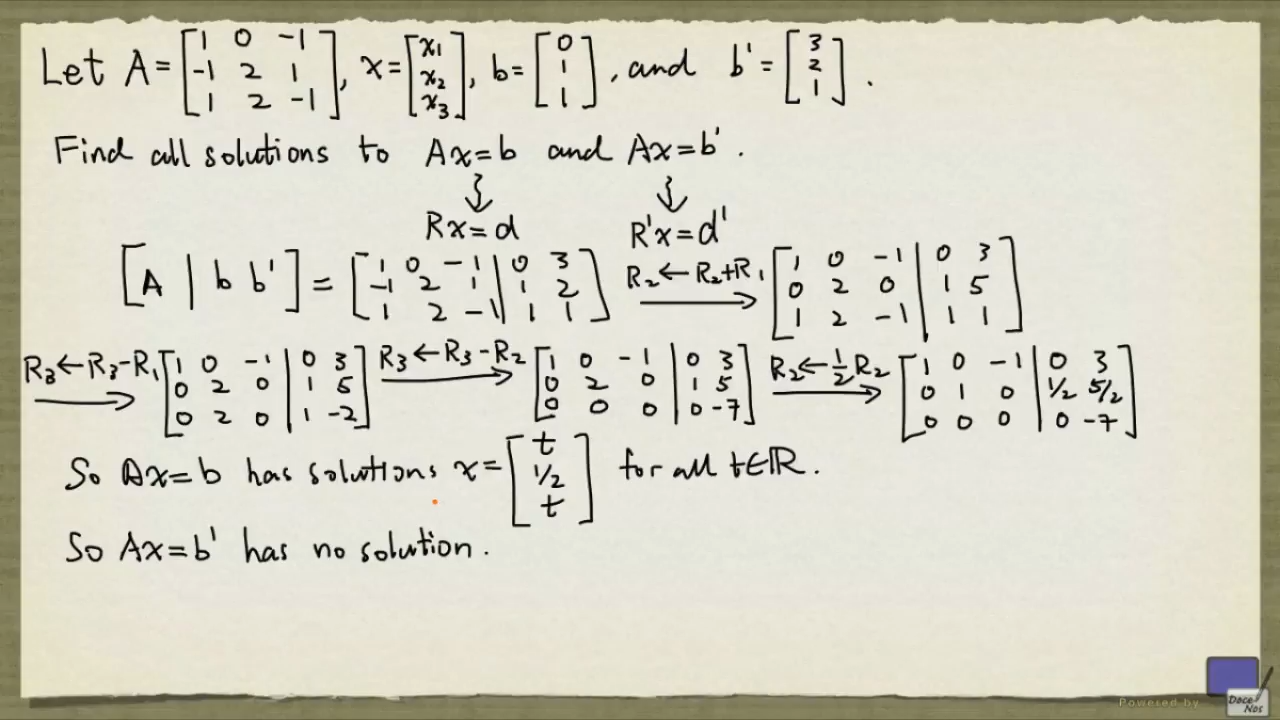 Let A = [1 0 -1; -1 2 1; 1 2 -1], x = [x₁; x₂; x₃], b = [0; 1; 1], and b' = [3; 2; 1].
Find all solutions to Ax=b and Ax=b'.
Rx=d R'x=d'
[A | b b'] = [1 0 -1 | 0 3; -1 2 1 | 1 2; 1 2 -1 | 1 1] R₂←R₂+R₁ → [1 0 -1 | 0 3; 0 2 0 | 1 5; 1 2 -1 | 1 1]
R₃←R₃-R₁ → [1 0 -1 | 0 3; 0 2 0 | 1 5; 0 2 0 | 1 -2] R₃←R₃-R₂ → [1 0 -1 | 0 3; 0 2 0 | 1 5; 0 0 0 | 0 -7] R₂←½R₂ → [1 0 -1 | 0 3; 0 1 0 | 1/2 5/2; 0 0 0 | 0 -7]
So Ax=b has solutions x = [t; 1/2; t] for all t∈ℝ.
So Ax=b' has no solution.
Powered by
Doce
Nos